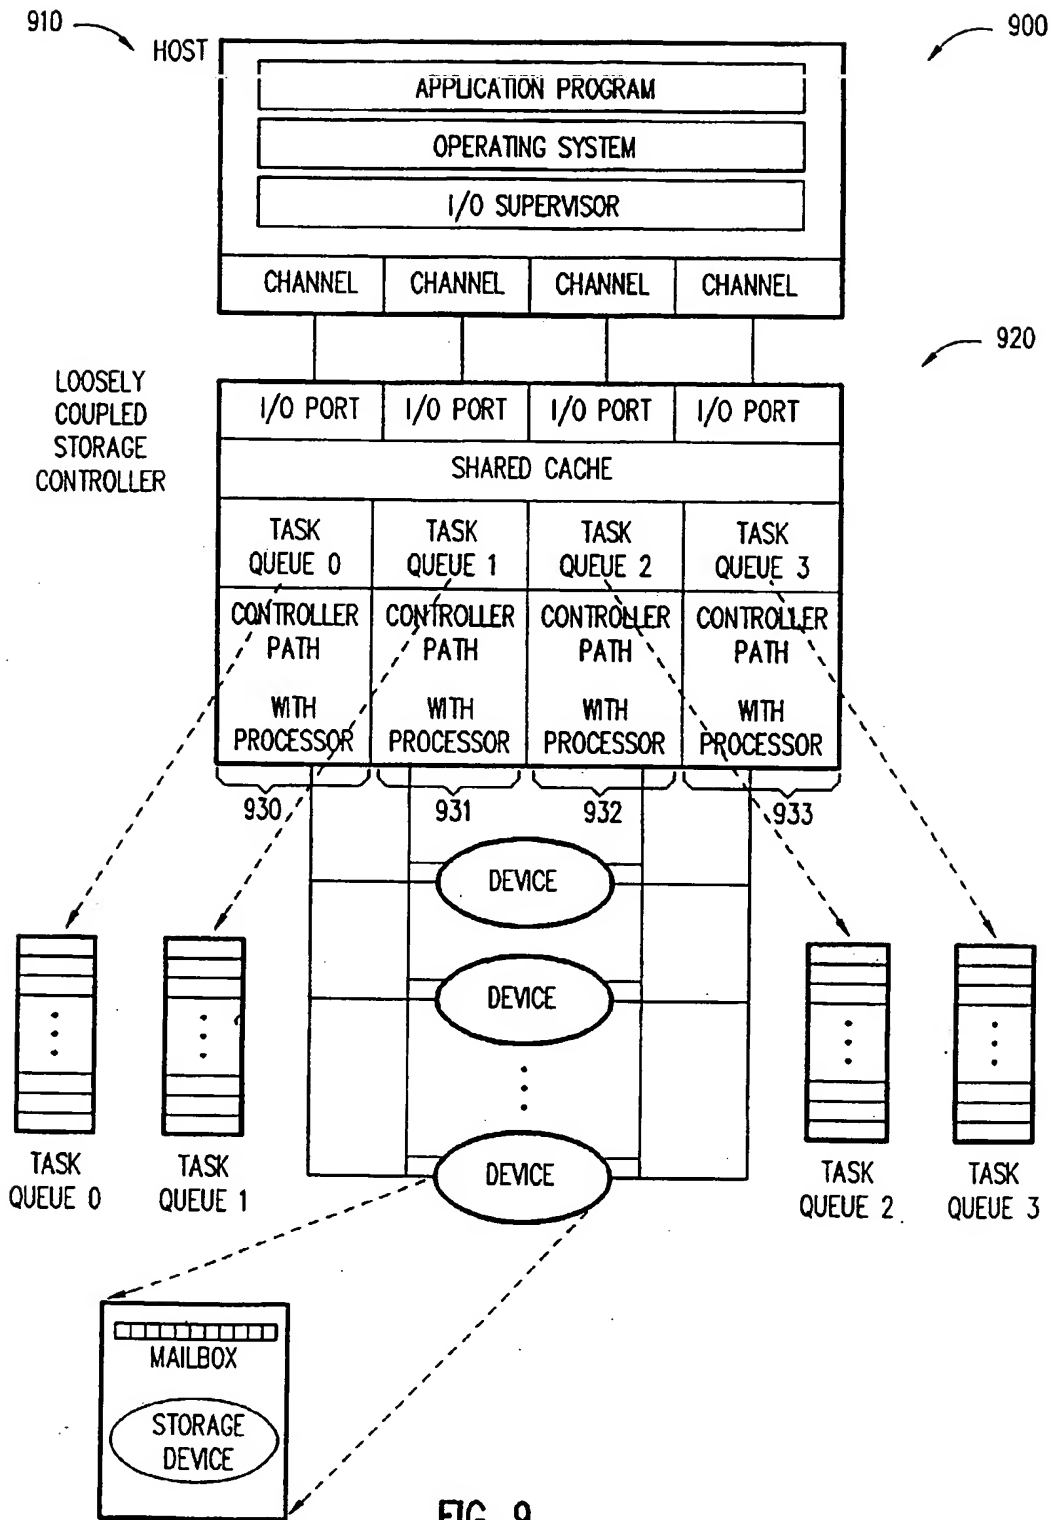 910
900
HOST
APPLICATION PROGRAM
OPERATING SYSTEM
I/O SUPERVISOR
CHANNEL CHANNEL CHANNEL CHANNEL
920
LOOSELY
COUPLED
STORAGE
CONTROLLER
I/O PORT I/O PORT I/O PORT I/O PORT
SHARED CACHE
TASK
QUEUE 0
TASK
QUEUE 1
TASK
QUEUE 2
TASK
QUEUE 3
CONTROLLER
PATH
WITH
PROCESSOR
CONTROLLER
PATH
WITH
PROCESSOR
CONTROLLER
PATH
WITH
PROCESSOR
CONTROLLER
PATH
WITH
PROCESSOR
930
931
932
933
DEVICE
DEVICE
DEVICE
TASK
QUEUE 0
TASK
QUEUE 1
TASK
QUEUE 2
TASK
QUEUE 3
MAILBOX
STORAGE
DEVICE
FIG. 9